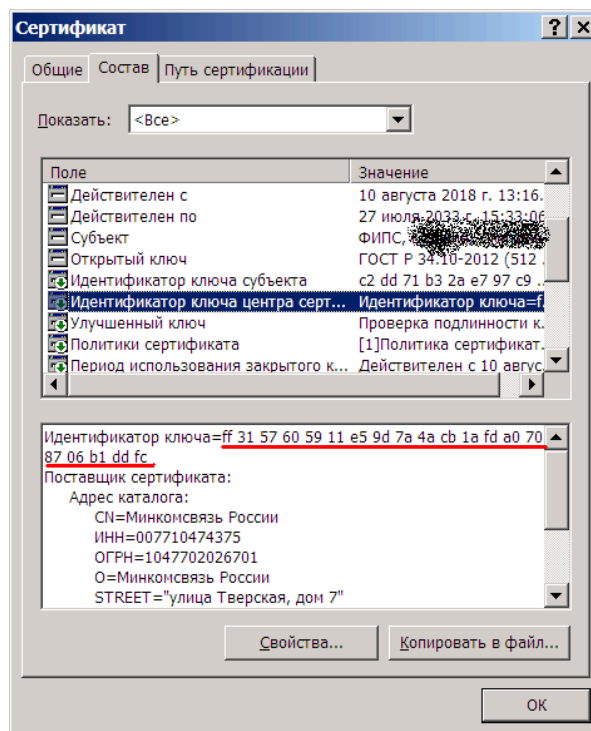 Сертификат
Общие Состав Путь сертификации
Показать: <Все>
Поле Значение
Действителен с 10 августа 2018 г. 13:16.
Действителен по 27 июля 2033 г. 15:33:06
Субъект ФИПС,
Открытый ключ ГОСТ Р 34.10-2012 (512 .
Идентификатор ключа субъекта c2 dd 71 b3 2a e7 97 c9 ..
Идентификатор ключа центра серт... Идентификатор ключа=f.
Улучшенный ключ Проверка подлинности к.
Политики сертификата [1]Политика сертификат.
Период использования закрытого к... Действителен с 10 авгус.
Идентификатор ключа=ff 31 57 60 59 11 e5 9d 7a 4a cb 1a fd a0 70
87 06 b1 dd fc
Поставщик сертификата:
Адрес каталога:
CN=Минкомсвязь России
ИНН=007710474375
ОГРН=1047702026701
O=Минкомсвязь России
STREET="улица Тверская, дом 7"
Свойства... Копировать в файл...
ОК